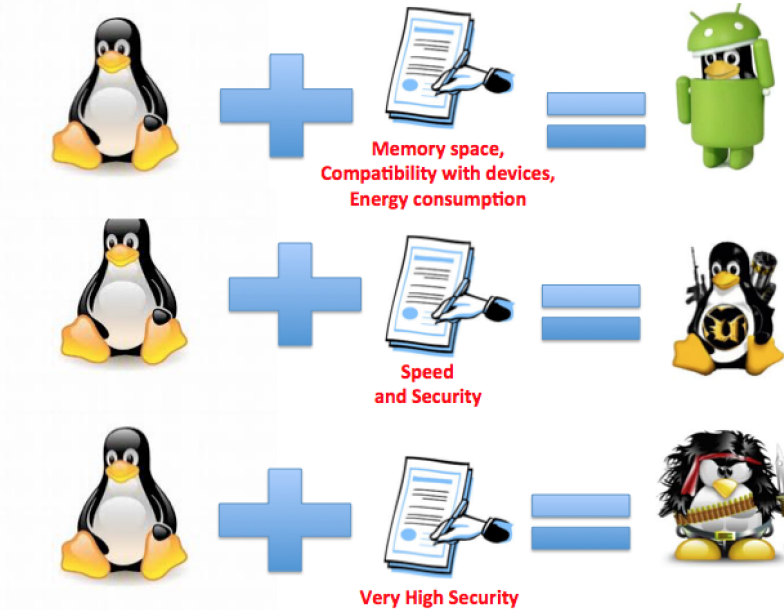 Memory space,
Compatibility with devices,
Energy consumption
Speed
and Security
Very High Security